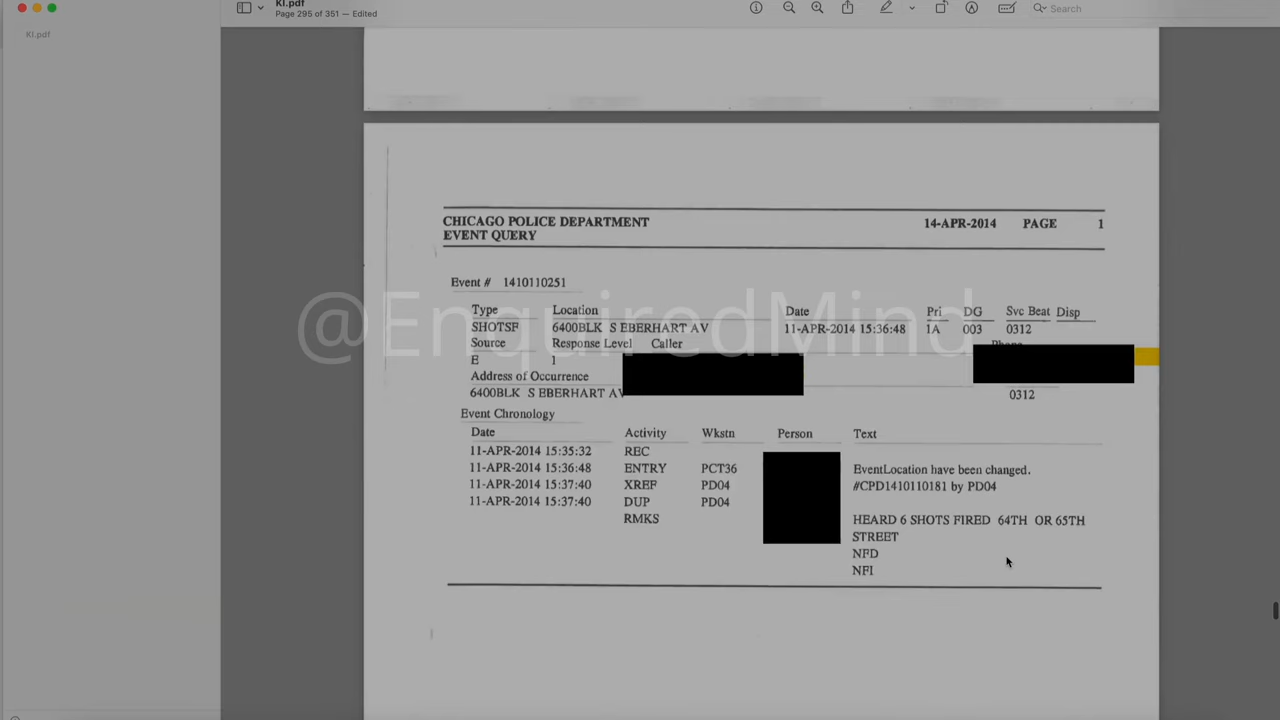 KI.pdf
Page 295 of 351 — Edited
Search
KI.pdf
CHICAGO POLICE DEPARTMENT 14-APR-2014 PAGE 1
EVENT QUERY
Event # 1410110251
@EnquiredMind
Type Location Date Pri DG Svc Beat Disp
SHOTSF 6400BLK S EBERHART AV 11-APR-2014 15:36:48 1A 003 0312
Source Response Level Caller Phone
E 1
Address of Occurrence
6400BLK S EBERHART AV 0312
Event Chronology
Date Activity Wkstn Person Text
11-APR-2014 15:35:32 REC
11-APR-2014 15:36:48 ENTRY PCT36 EventLocation have been changed.
11-APR-2014 15:37:40 XREF PD04 #CPD1410110181 by PD04
11-APR-2014 15:37:40 DUP PD04
RMKS HEARD 6 SHOTS FIRED 64TH OR 65TH
STREET
NFD
NFI